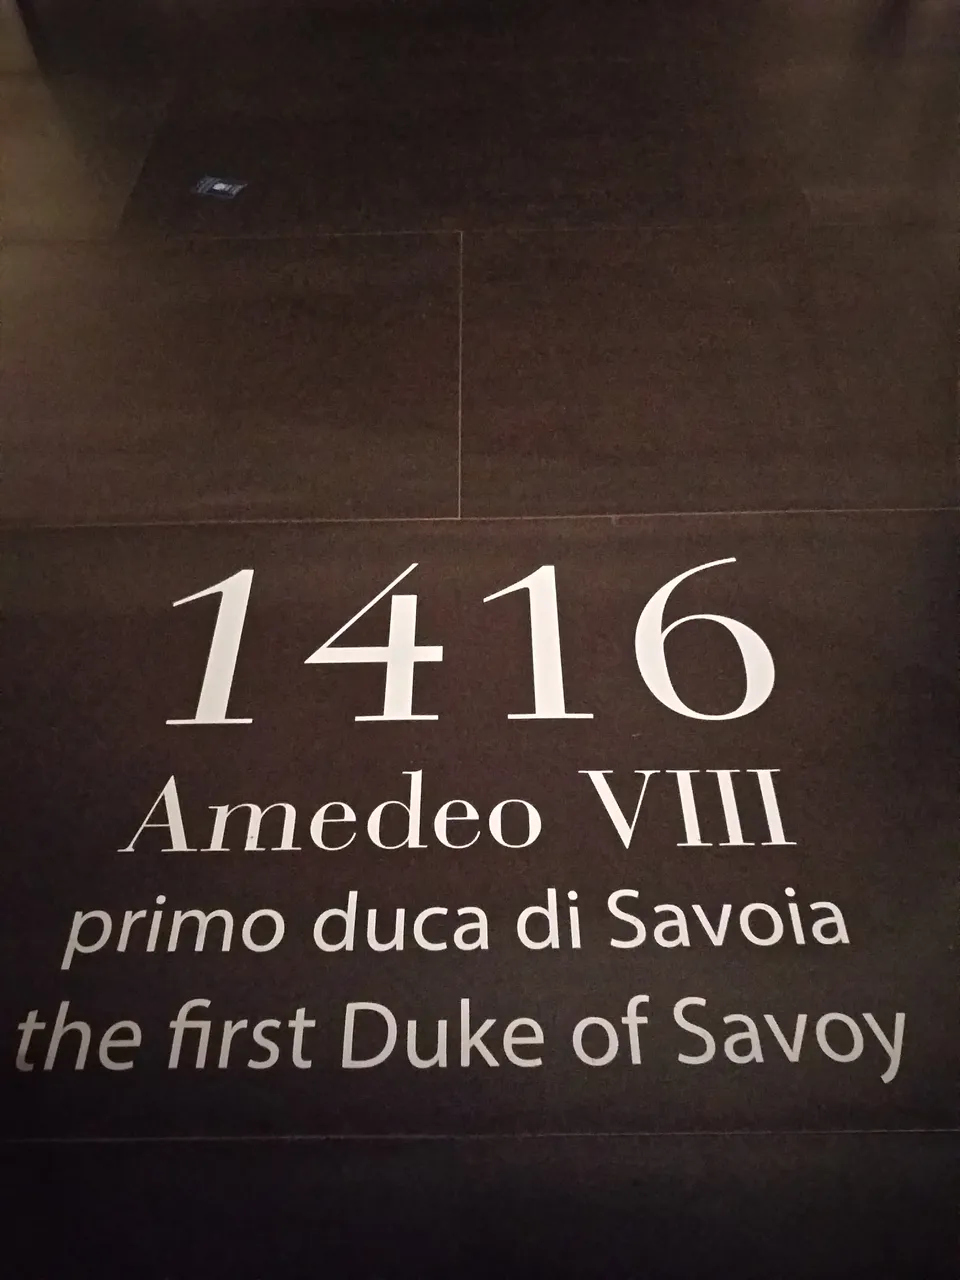 1416
Amedeo VIII
primo duca di Savoia
the first Duke of Savoy